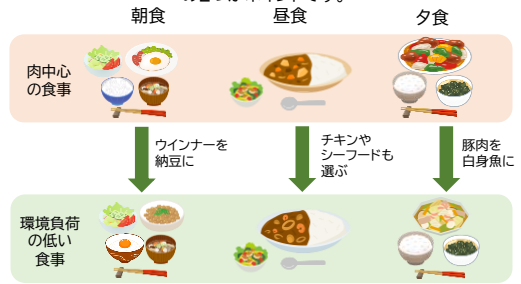 朝食
昼食
夕食
肉中心
の食事
ウインナーを
納豆に
チキンや
シーフードも
選ぶ
豚肉を
白身魚に
環境負荷
の低い
食事